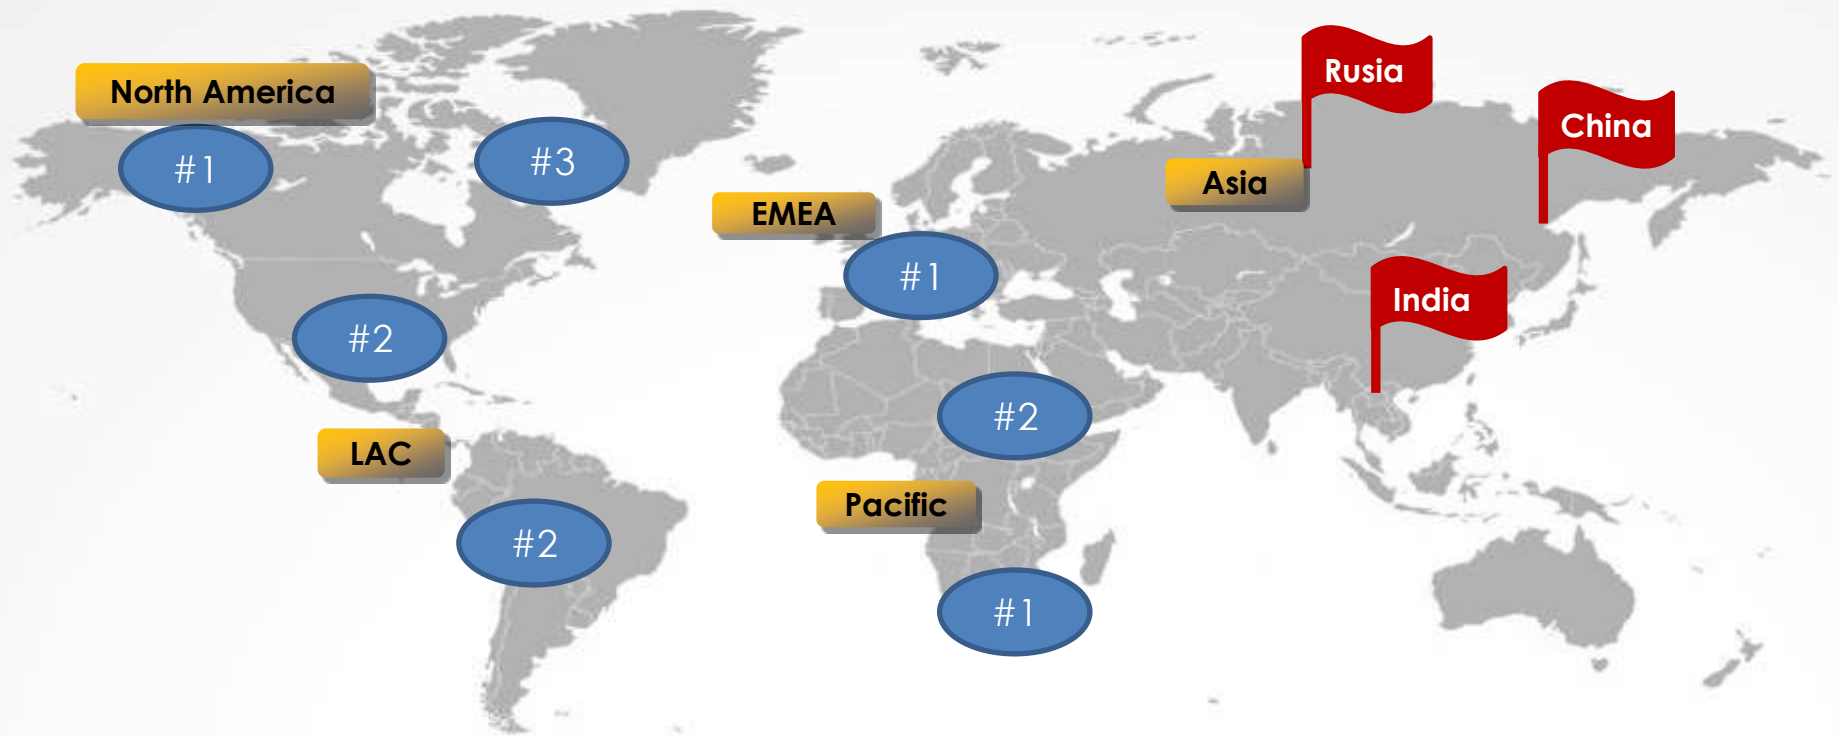 Rusia
North America
China
#1
#3
Asia
EMEA
#1
India
#2
#2
LAC
Pacific
#2
#1